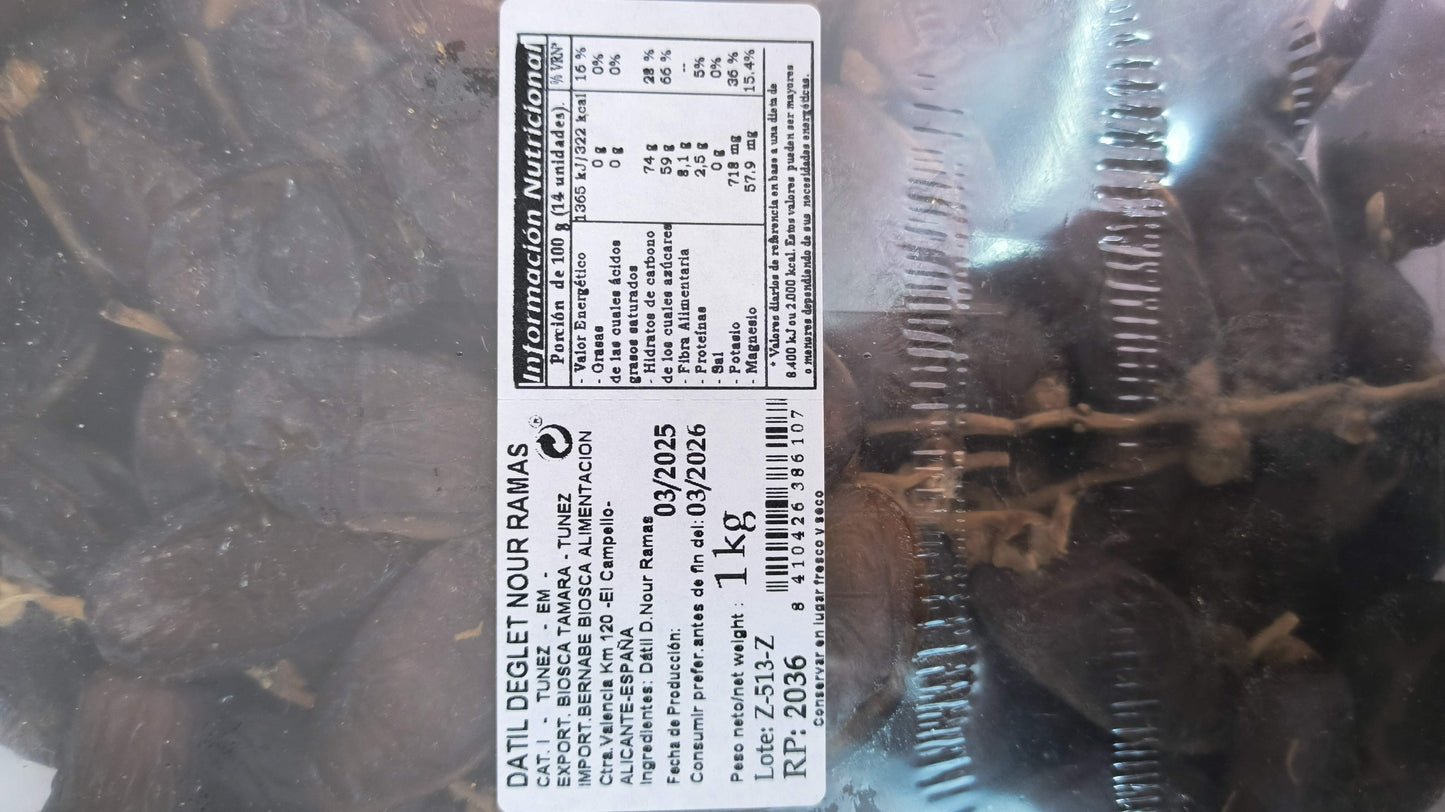 DATIL DEGLET NOUR RAMAS
CAT. I - TUNEZ - EM -
EXPORT. BIOSCA TAMARA - TUNEZ
IMPORT.BERNABE BIOSCA ALIMENTACION
Ctra.Valencia Km 120 -El Campello-
ALICANTE-ESPAÑA
Ingredientes: Dátil D.Nour Ramas
Fecha de Producción: 03/2025
Consumir prefer.antes de fin del: 03/2026
Peso neto/net weight : 1 kg
Lote: Z-513-Z
RP: 2036
8 410426 386107
Conservar en lugar fresco y seco
Información Nutricional
Porción de 100 g (14 unidades). % VRN*
- Valor Energético 1365 kJ/322 kcal 16 %
- Grasas 0 g 0%
de las cuales ácidos 0 g 0%
grasos saturados
- Hidratos de carbono 74 g 28 %
de los cuales azúcares 59 g 66 %
- Fibra Alimentaria 8,1 g --
- Proteínas 2,5 g 5%
- Sal 0 g 0%
- Potasio 718 mg 36 %
- Magnesio 57.9 mg 15.4%
* Valores diarios de referencia en base a una dieta de
8.400 kJ ou 2.000 kcal. Estos valores pueden ser mayores
o menores dependiendo de sus necesidades energéticas.